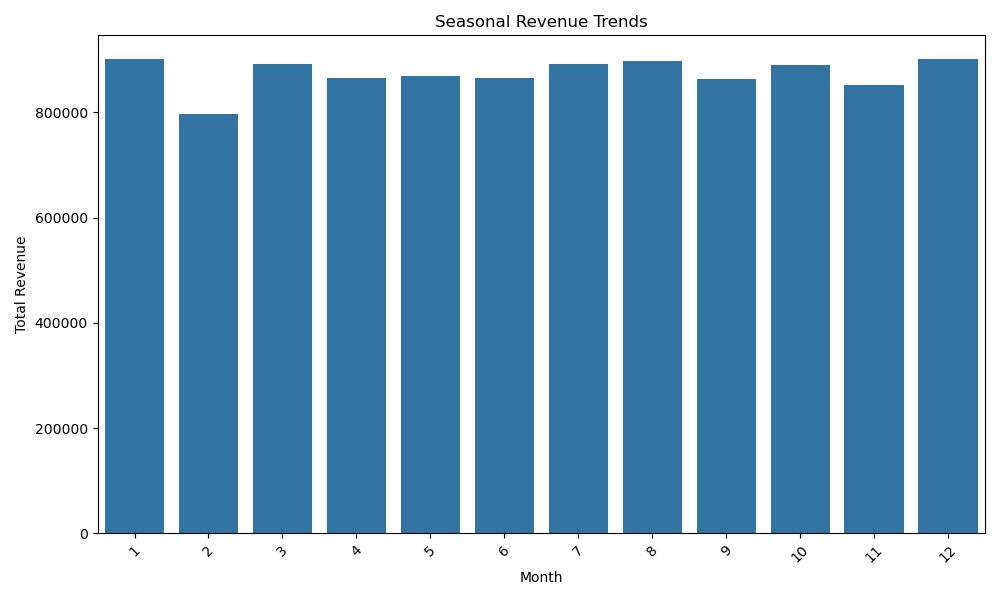 Seasonal Revenue Trends
Total Revenue
800000
600000
400000
200000
0
1 2 3 4 5 6 7 8 9 10 11 12
Month